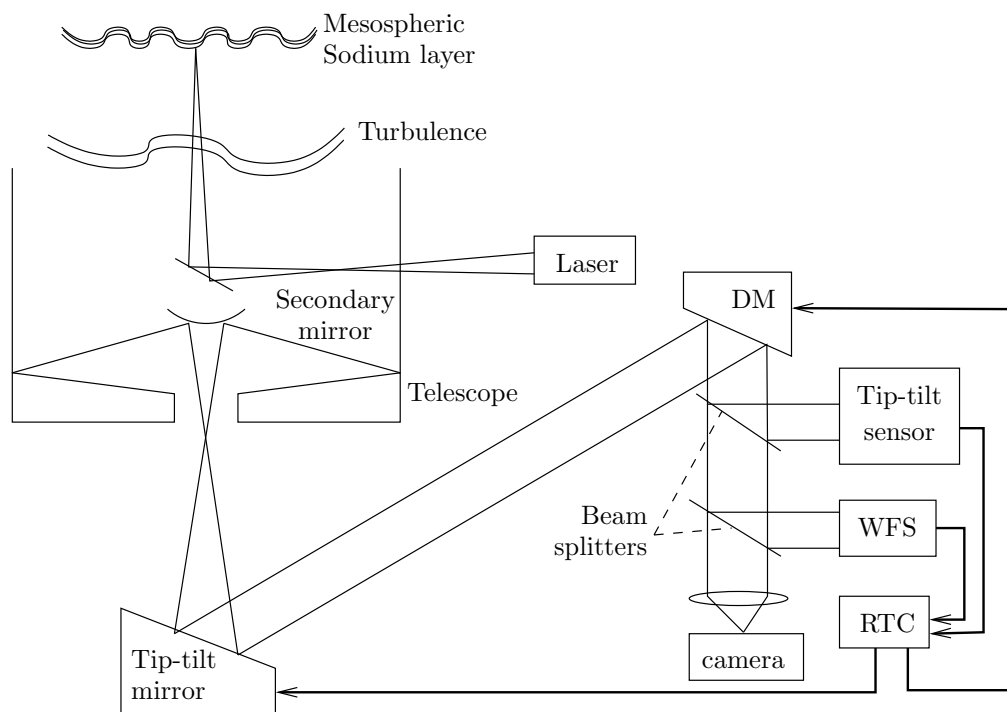 Mesospheric
Sodium layer
Turbulence
Laser
Secondary
mirror
DM
Telescope
Tip-tilt
sensor
Beam
splitters
WFS
RTC
Tip-tilt
mirror
camera